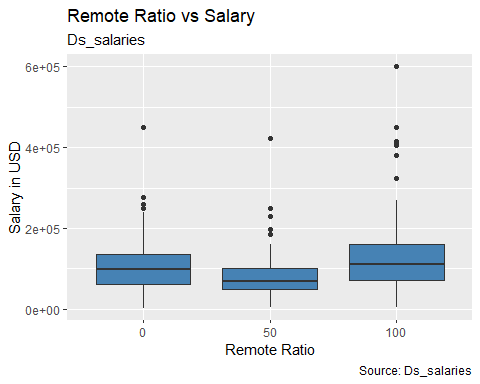 Remote Ratio vs Salary
Ds_salaries
6e+05
4e+05
2e+05
0e+00
Salary in USD
0 50 100
Remote Ratio
Source: Ds_salaries